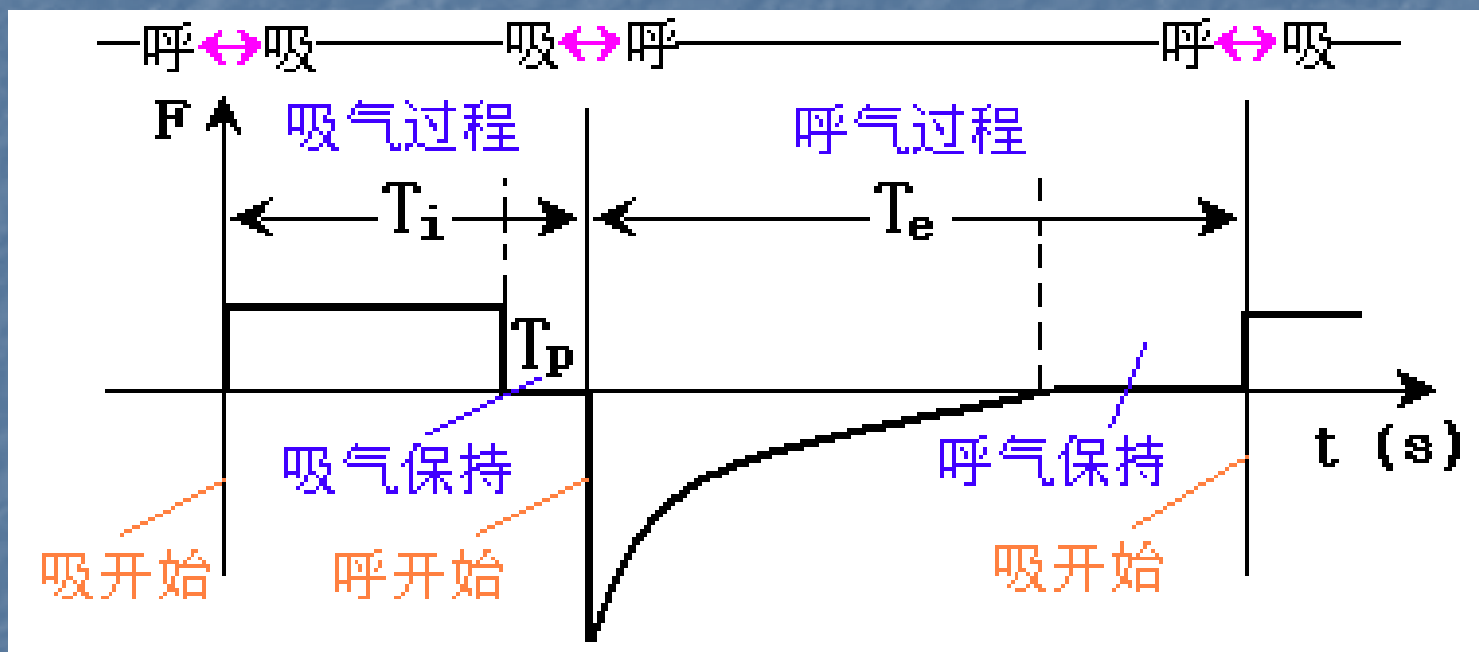 呼↔吸 吸↔呼 呼↔吸
F 吸气过程 呼气过程
Ti Te
Tp
吸气保持 呼气保持 t (s)
吸开始 呼开始 吸开始